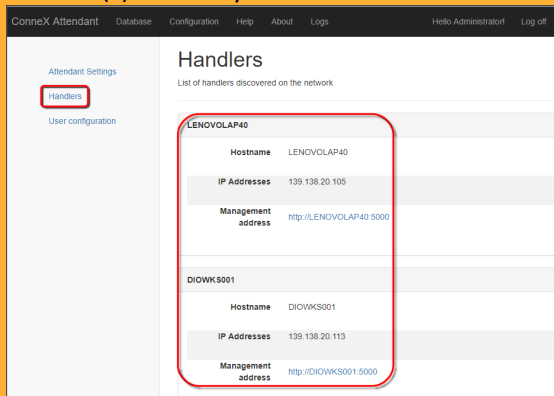 ConneX Attendant Database Configuration Help About Logs Hello Administrator! Log off
Attendant Settings
Handlers
User configuration
Handlers
List of handlers discovered on the network
LENOVOLAP40
Hostname LENOVOLAP40
IP Addresses 139.138.20.105
Management address http://LENOVOLAP40:5000
DIOWKS001
Hostname DIOWKS001
IP Addresses 139.138.20.113
Management address http://DIOWKS001:5000